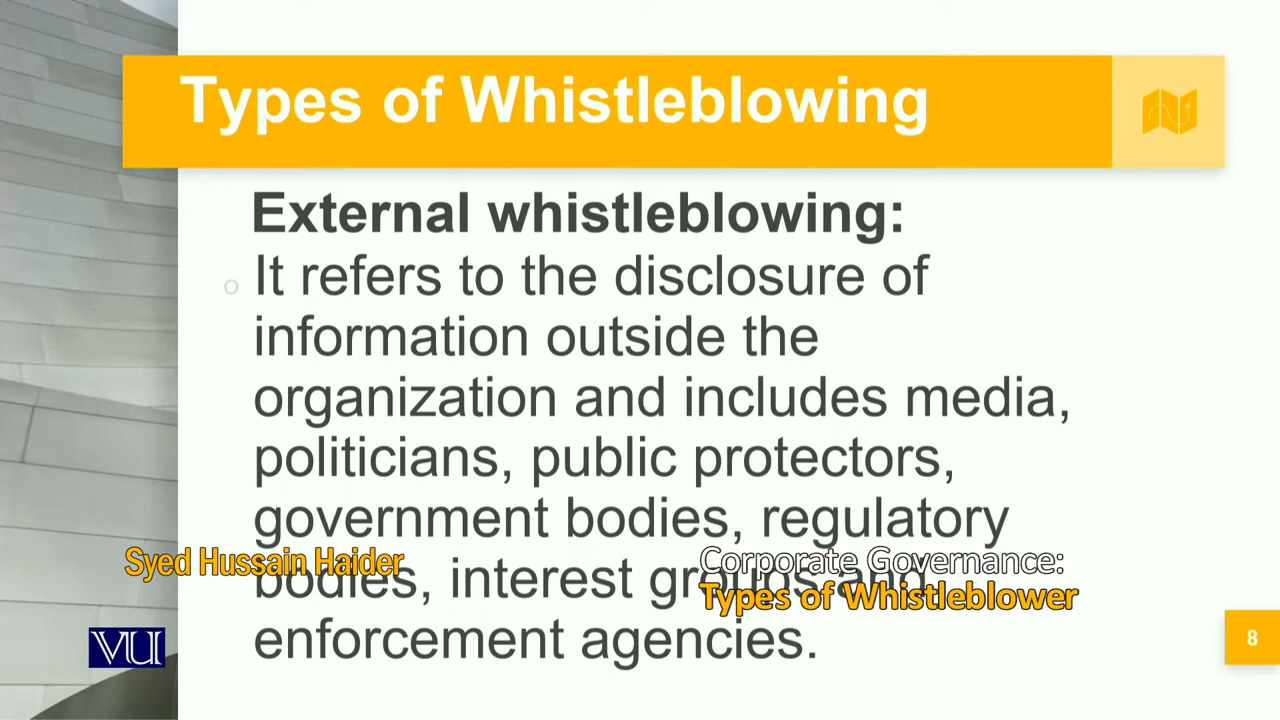 Types of Whistleblowing
External whistleblowing:
o It refers to the disclosure of
information outside the
organization and includes media,
politicians, public protectors,
government bodies, regulatory
bodies, interest groups and
enforcement agencies.
Syed Hussain Haider
Corporate Governance:
Types of Whistleblower
VU
8